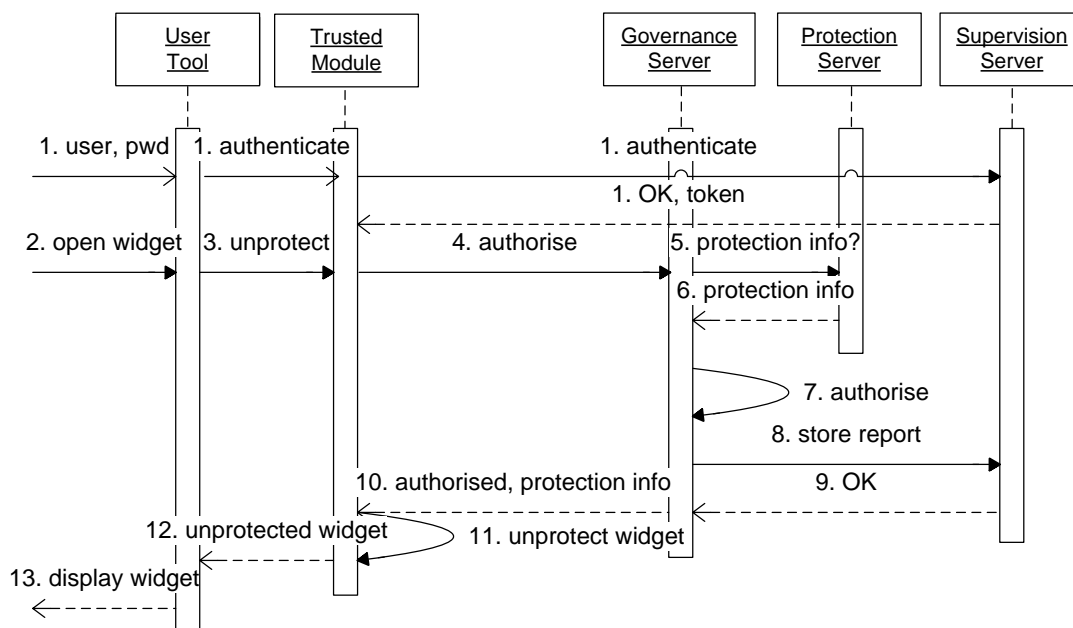 User
Tool
Trusted
Module
Governance
Server
Protection
Server
Supervision
Server
1. user, pwd
1. authenticate
1. authenticate
1. OK, token
2. open widget
3. unprotect
4. authorise
5. protection info?
6. protection info
7. authorise
8. store report
9. OK
10. authorised, protection info
11. unprotect widget
12. unprotected widget
13. display widget